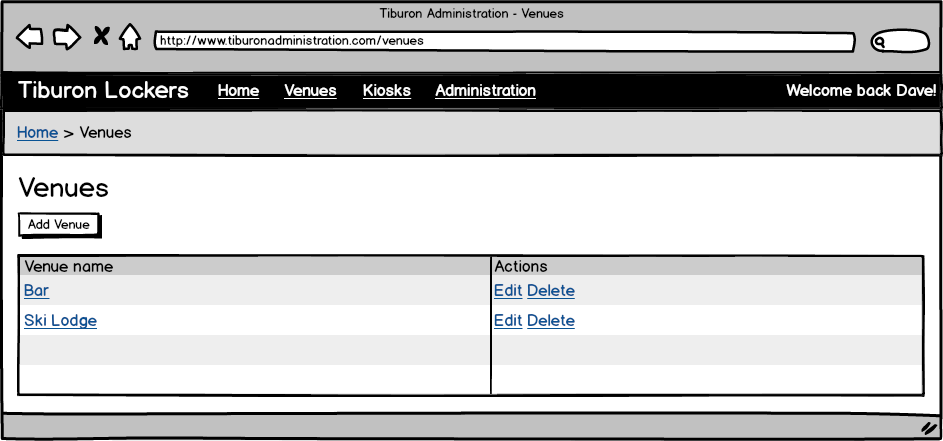 Tiburon Administration - Venues
http://www.tiburonadministration.com/venues
Tiburon Lockers Home Venues Kiosks Administration Welcome back Dave!
Home > Venues
Venues
Add Venue
Venue name Actions
Bar Edit Delete
Ski Lodge Edit Delete